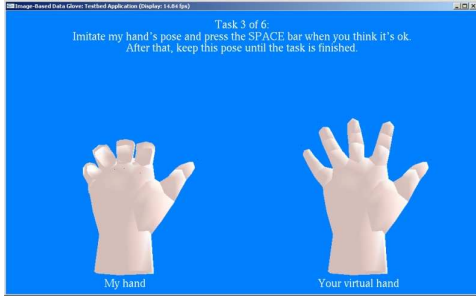 Image-Based Data Glove: Testbed Application (Display: 14.84 fps)
Task 3 of 6:
Imitate my hand's pose and press the SPACE bar when you think it's ok.
After that, keep this pose until the task is finished.
My hand
Your virtual hand